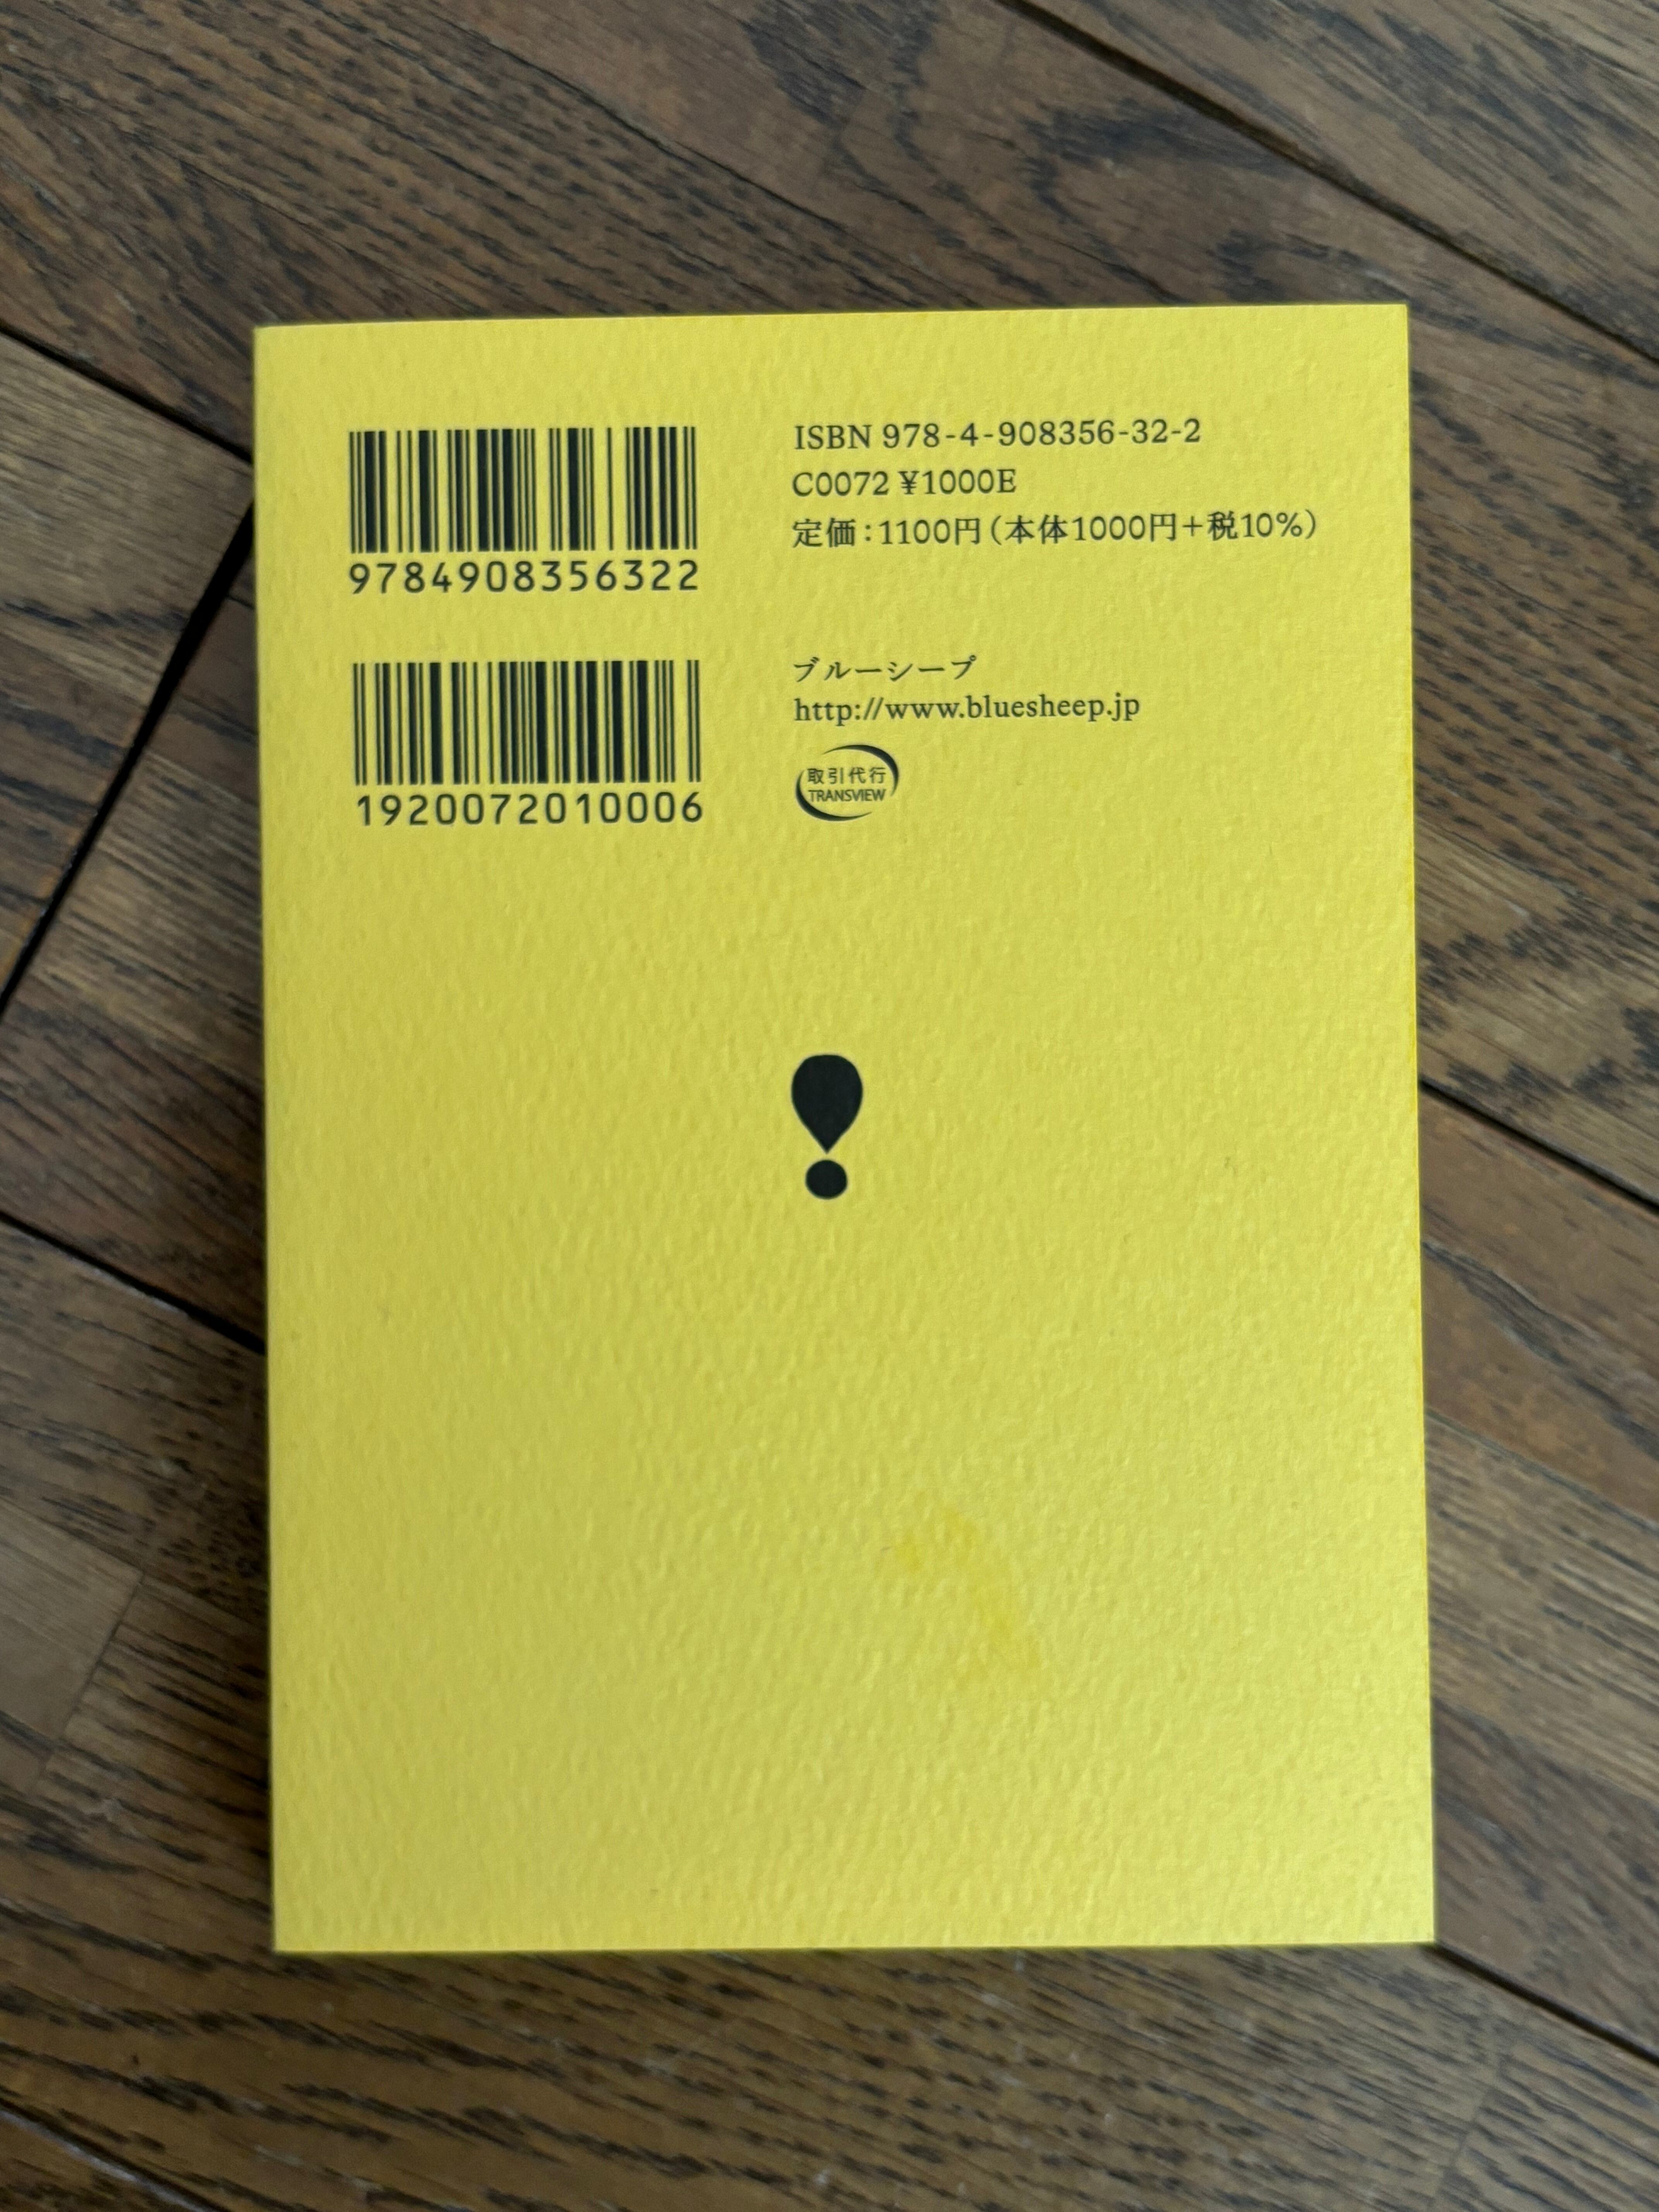 9784908356322
1920072010006
ISBN 978-4-908356-32-2
C0072 ¥1000E
定価：1100円（本体1000円＋税10%）
ブルーシープ
http://www.bluesheep.jp
取引代行
TRANSVIEW
!